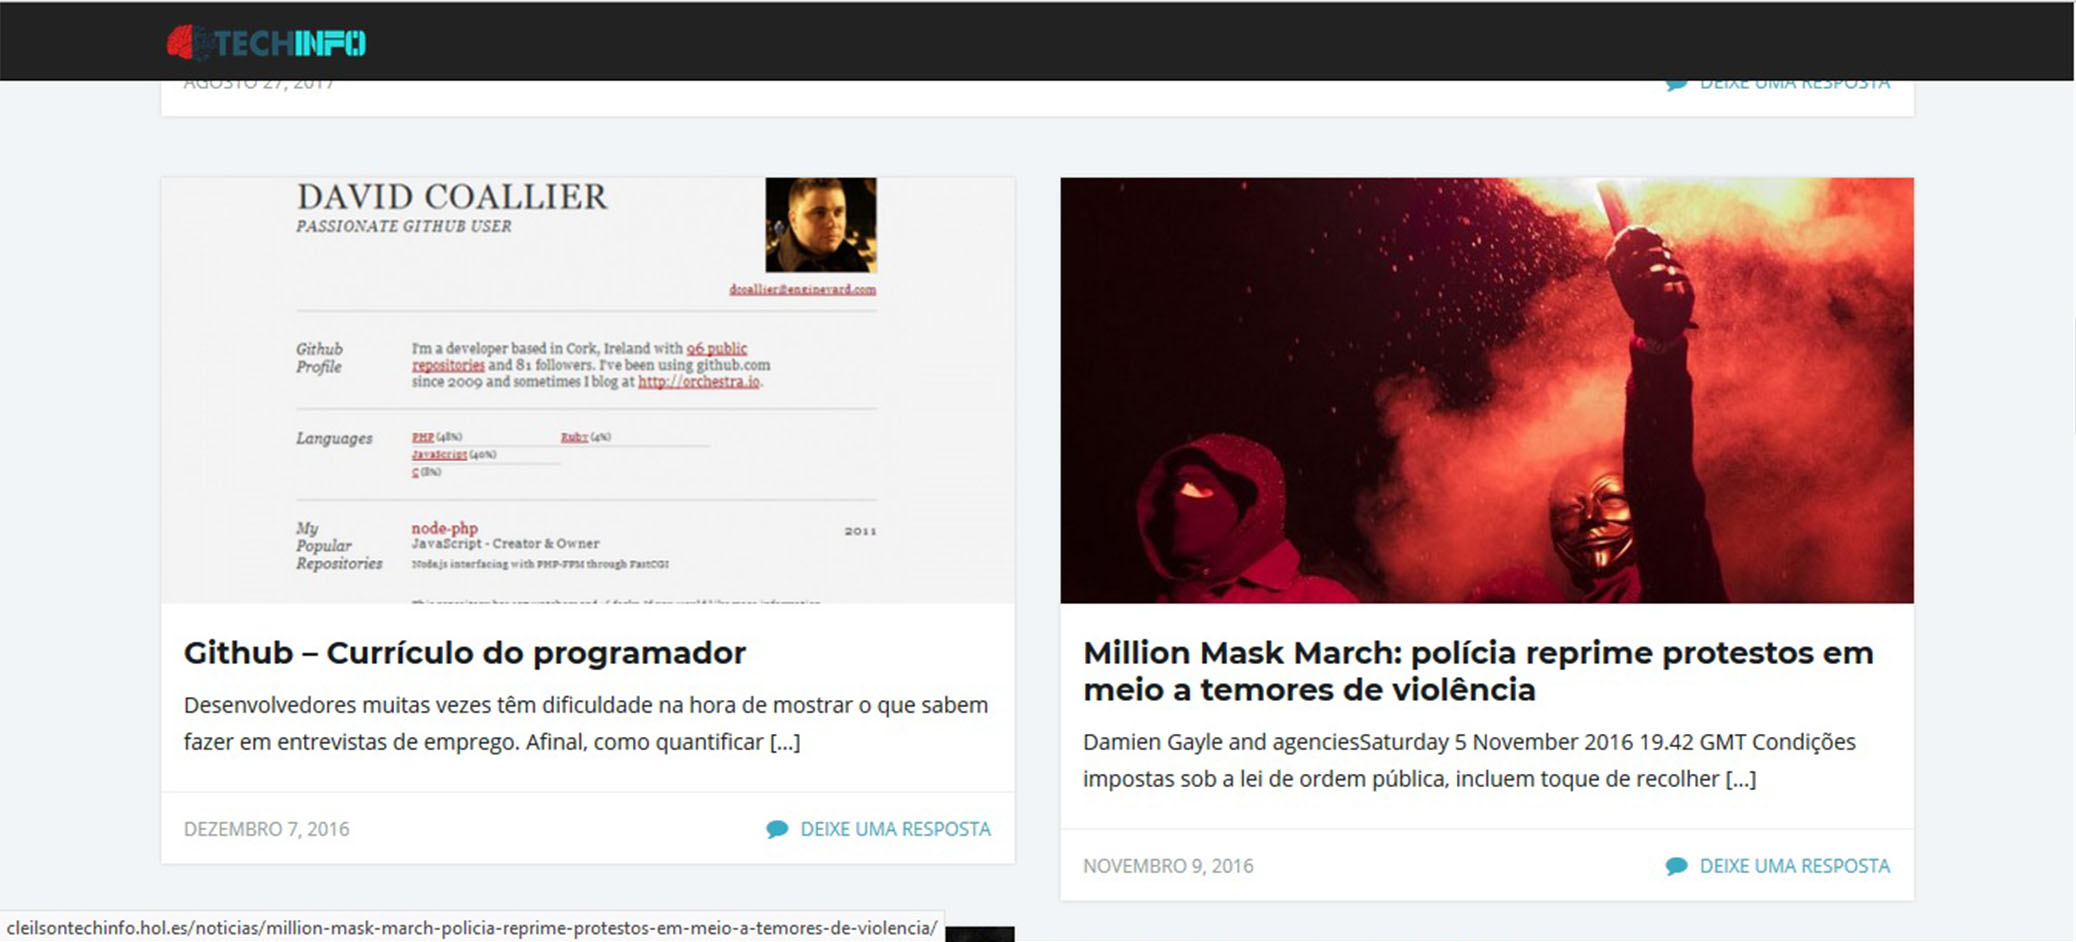 TECHINFO
AGOSTO 27, 2017
DEIXE UMA RESPOSTA
DAVID COALLIER
PASSIONATE GITHUB USER
dcoallier@engineyard.com
Github
Profile
I'm a developer based in Cork, Ireland with 96 public
repositories and 81 followers. I've been using github.com
since 2009 and sometimes I blog at http://orchestra.io.
Languages
PHP (48%)
Ruby (4%)
JavaScript (40%)
C (8%)
My
Popular
Repositories
node-php
2011
JavaScript - Creator & Owner
Node.js interfacing with PHP-FPM through FastCGI
Github – Currículo do programador
Desenvolvedores muitas vezes têm dificuldade na hora de mostrar o que sabem
fazer em entrevistas de emprego. Afinal, como quantificar [...]
DEZEMBRO 7, 2016
DEIXE UMA RESPOSTA
Million Mask March: polícia reprime protestos em
meio a temores de violência
Damien Gayle and agenciesSaturday 5 November 2016 19.42 GMT Condições
impostas sob a lei de ordem pública, incluem toque de recolher [...]
NOVEMBRO 9, 2016
DEIXE UMA RESPOSTA
cleilsontechinfo.hol.es/noticias/million-mask-march-policia-reprime-protestos-em-meio-a-temores-de-violencia/